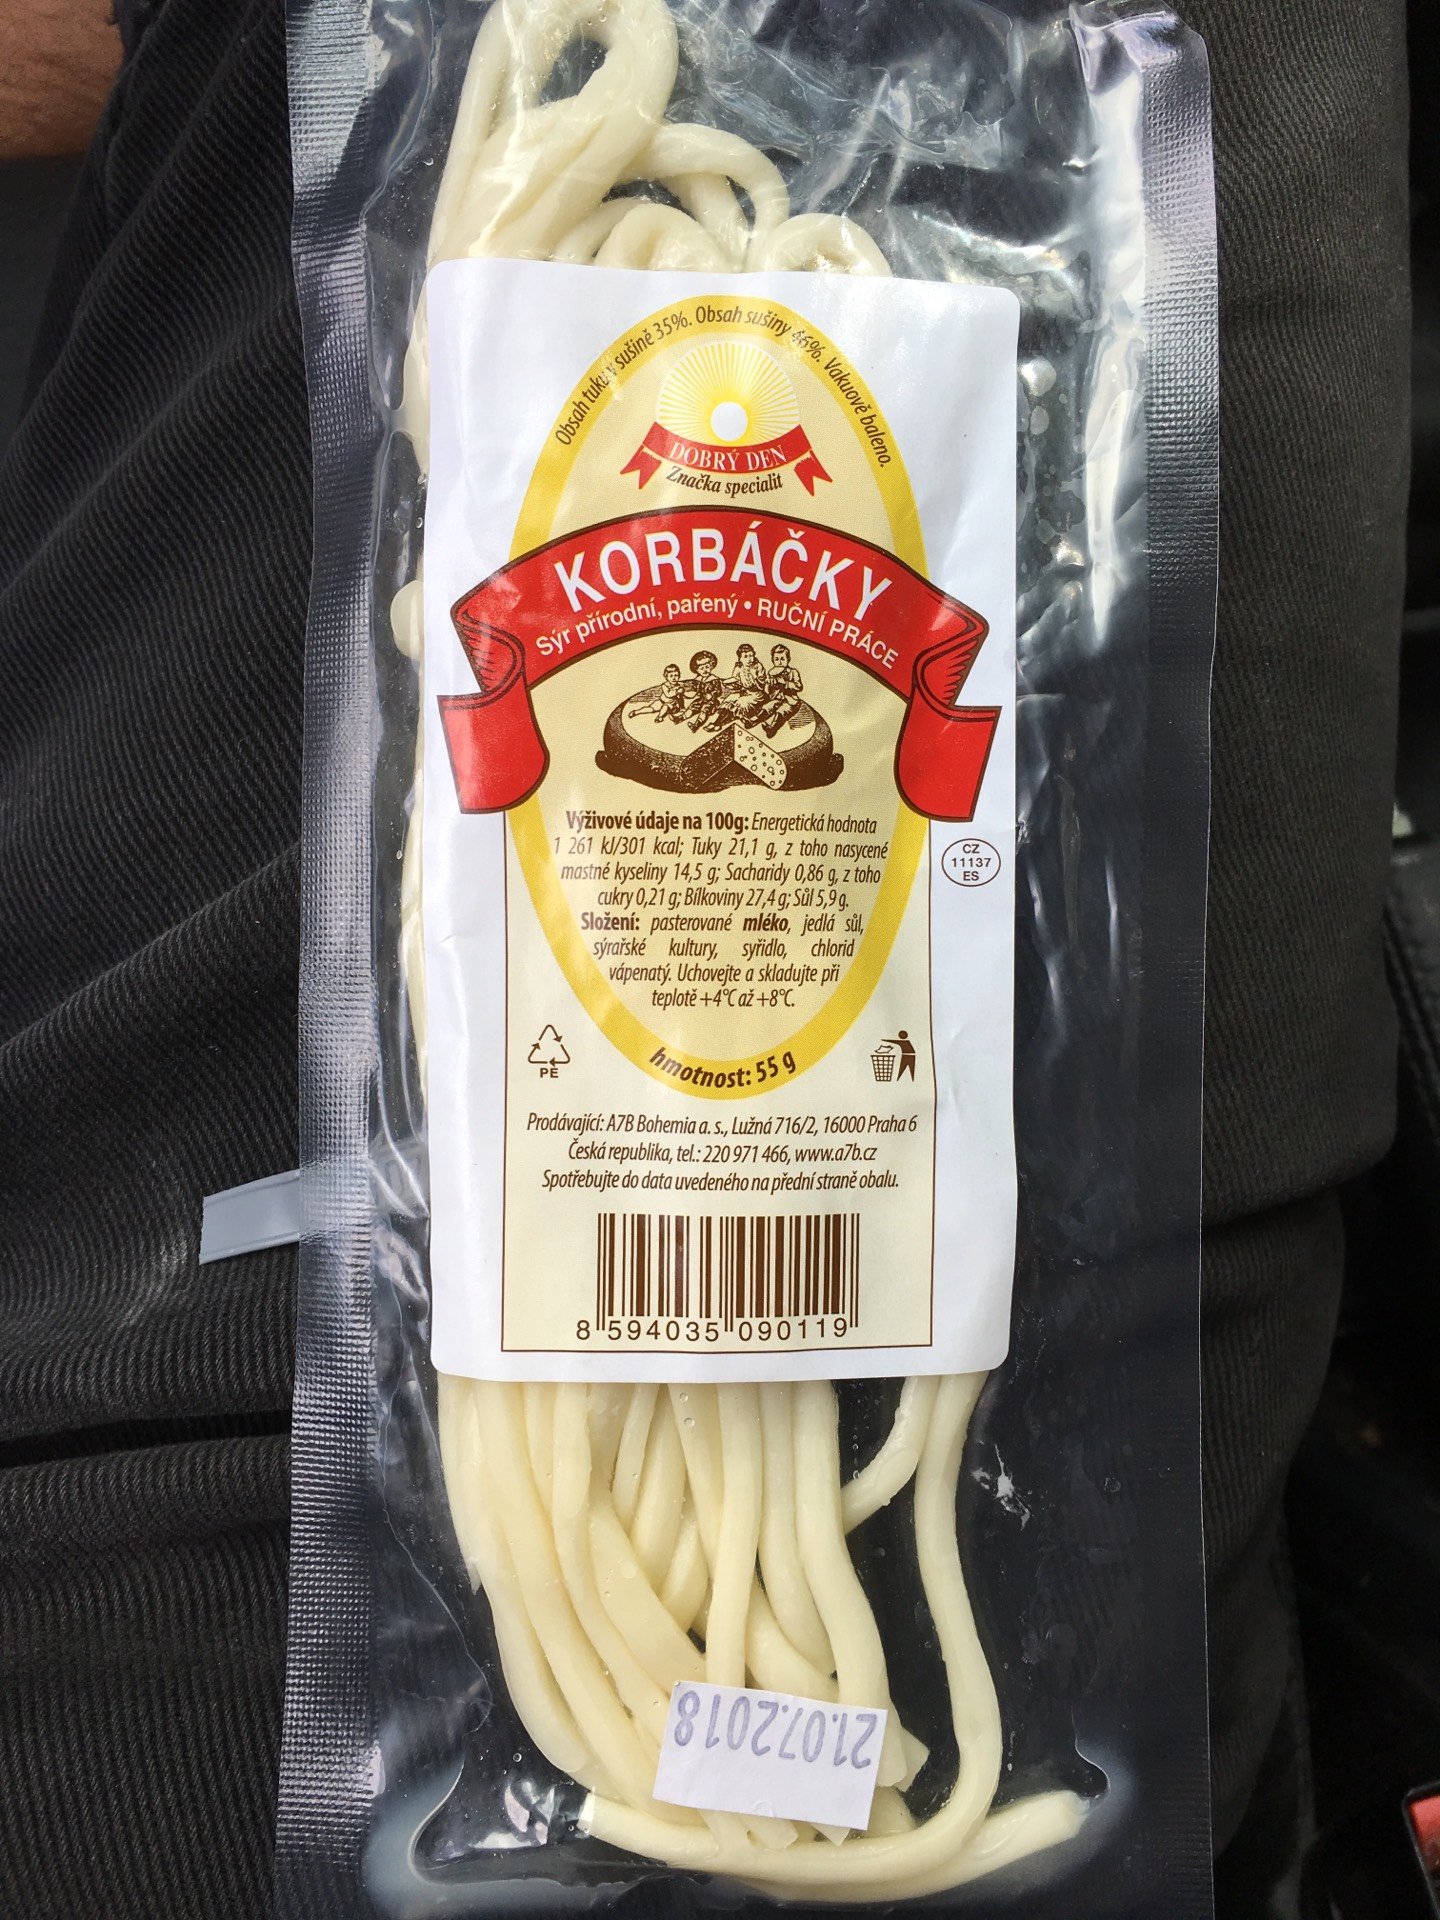 Obsah tuku v sušině 35%. Obsah sušiny 46%. Vakuově baleno.
DOBRÝ DEN
Značka specialit
KORBÁČKY
Sýr přírodní, pařený • RUČNÍ PRÁCE
Výživové údaje na 100g: Energetická hodnota
1 261 kJ/301 kcal; Tuky 21,1 g, z toho nasycené
mastné kyseliny 14,5 g; Sacharidy 0,86 g, z toho
cukry 0,21 g; Bílkoviny 27,4 g; Sůl 5,9 g.
Složení: pasterované mléko, jedlá sůl,
sýrařské kultury, syřidlo, chlorid
vápenatý. Uchovejte a skladujte při
teplotě +4°C až +8°C.
CZ
11137
ES
PE
hmotnost: 55 g
Prodávající: A7B Bohemia a. s., Lužná 716/2, 16000 Praha 6
Česká republika, tel.: 220 971 466, www.a7b.cz
Spotřebujte do data uvedeného na přední straně obalu.
8 594035 090119
21.07.2018